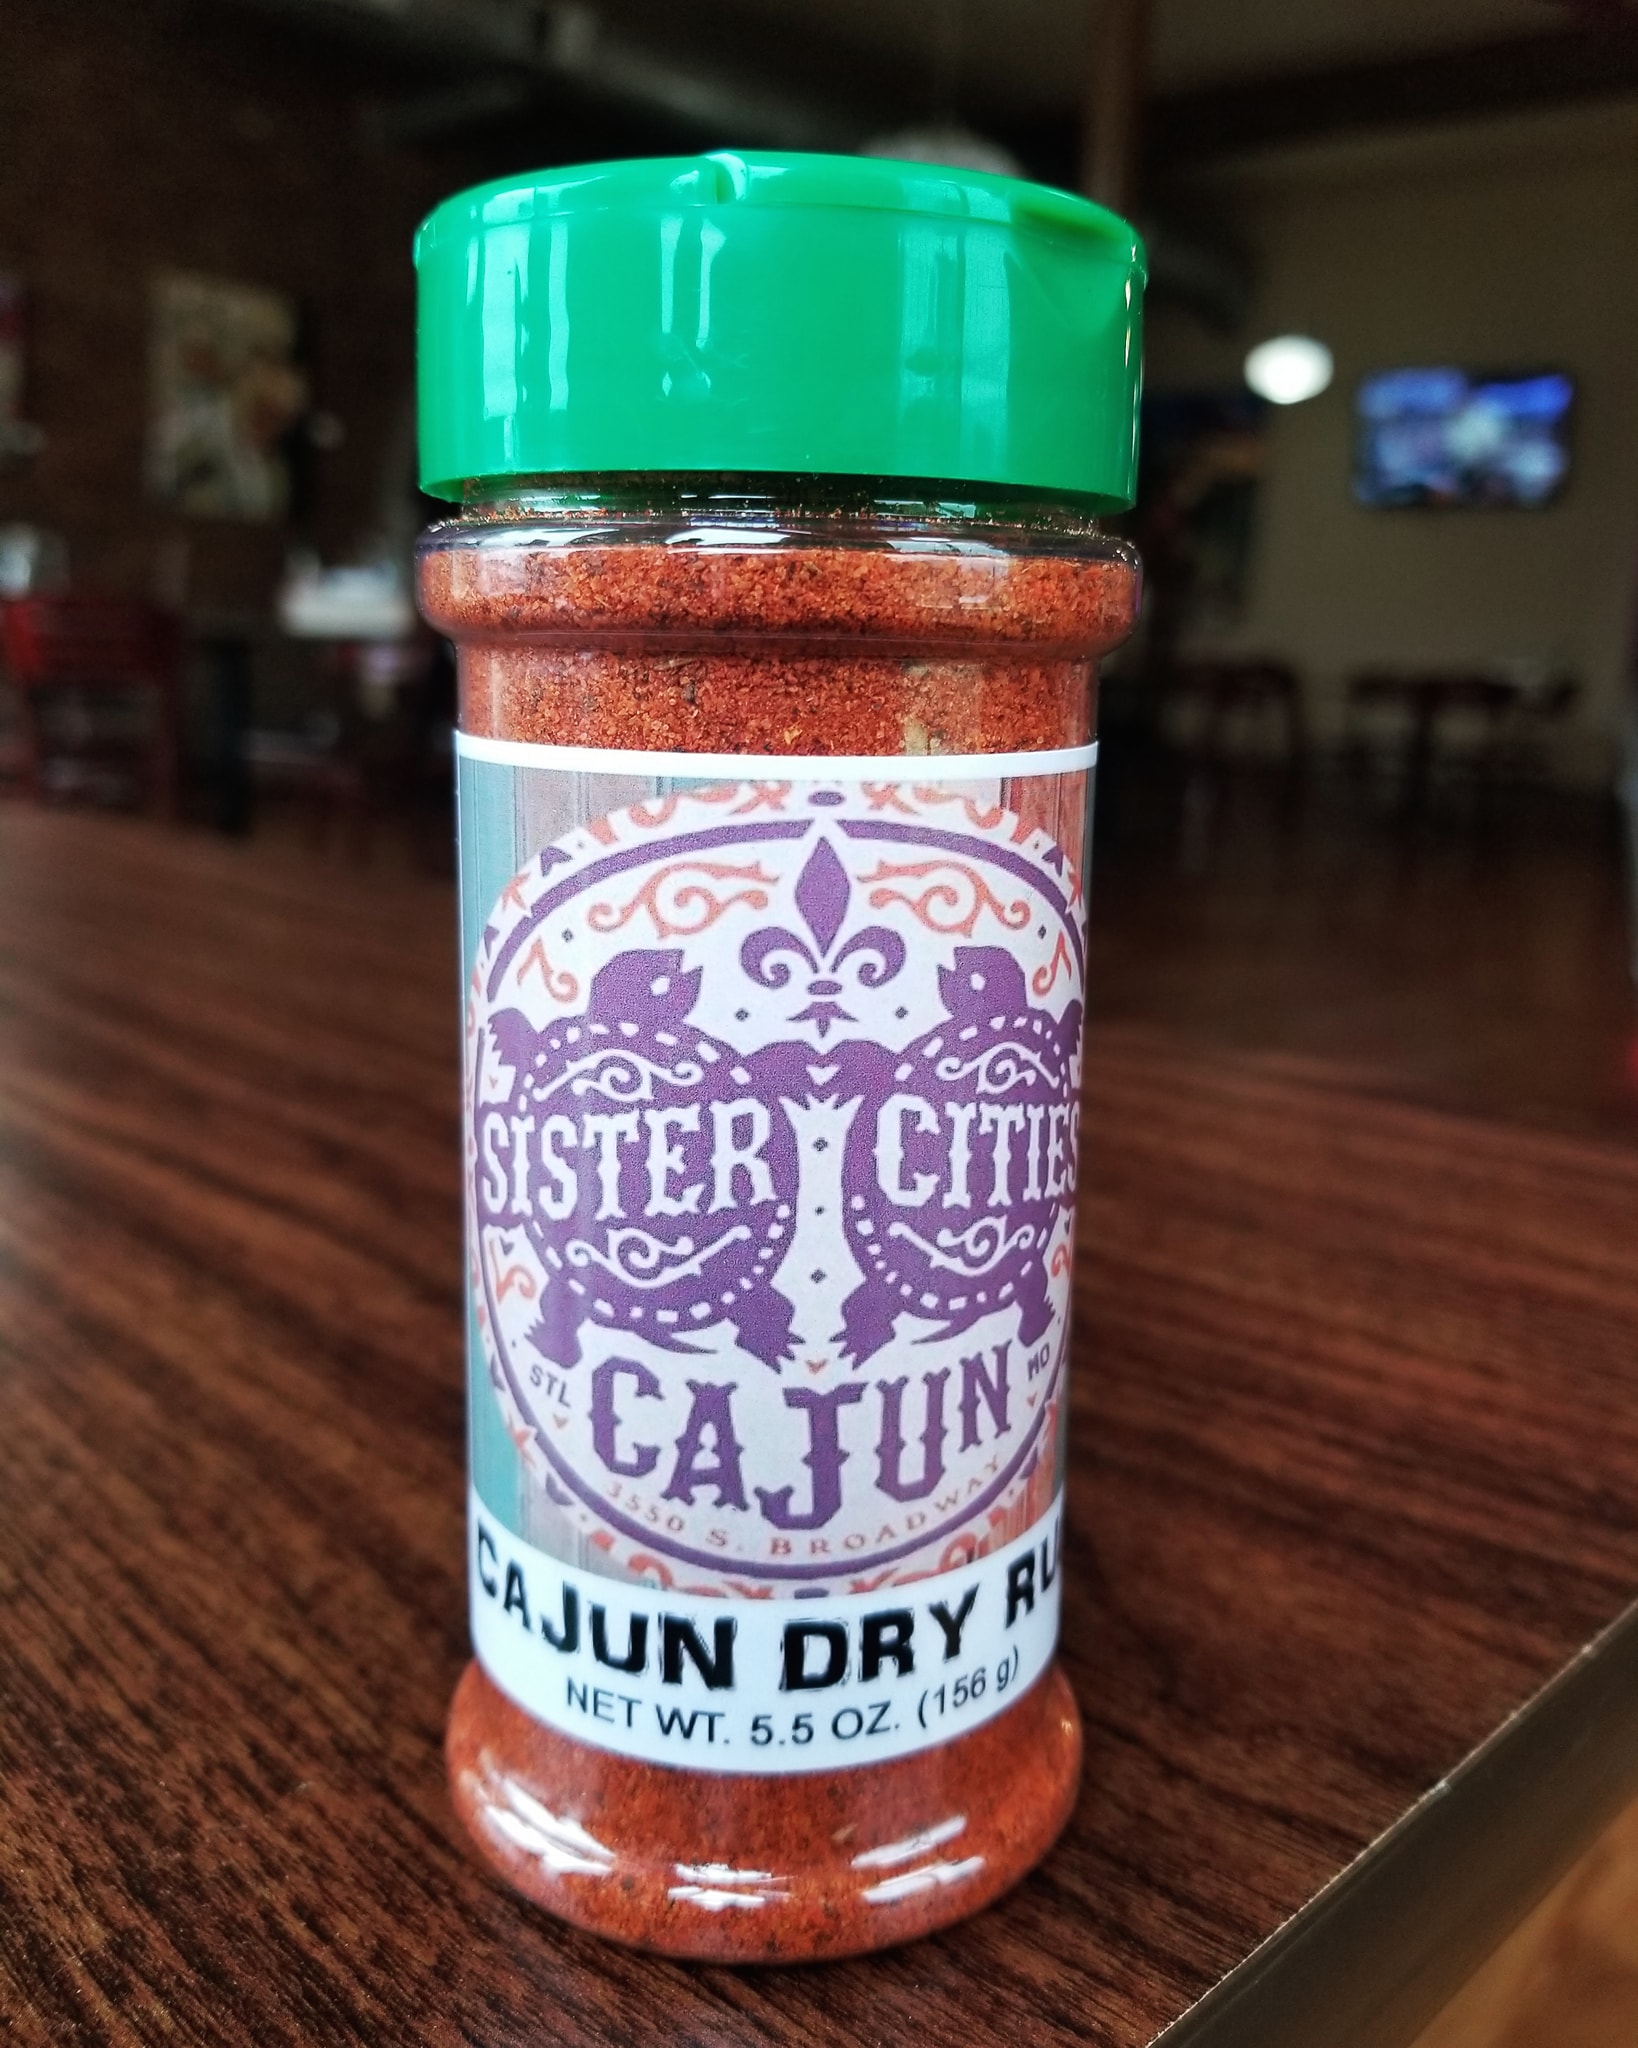 SISTER CITIES
STL MO
CAJUN
3550 S. BROADWAY
CAJUN DRY RU
NET WT. 5.5 OZ. (156 g)